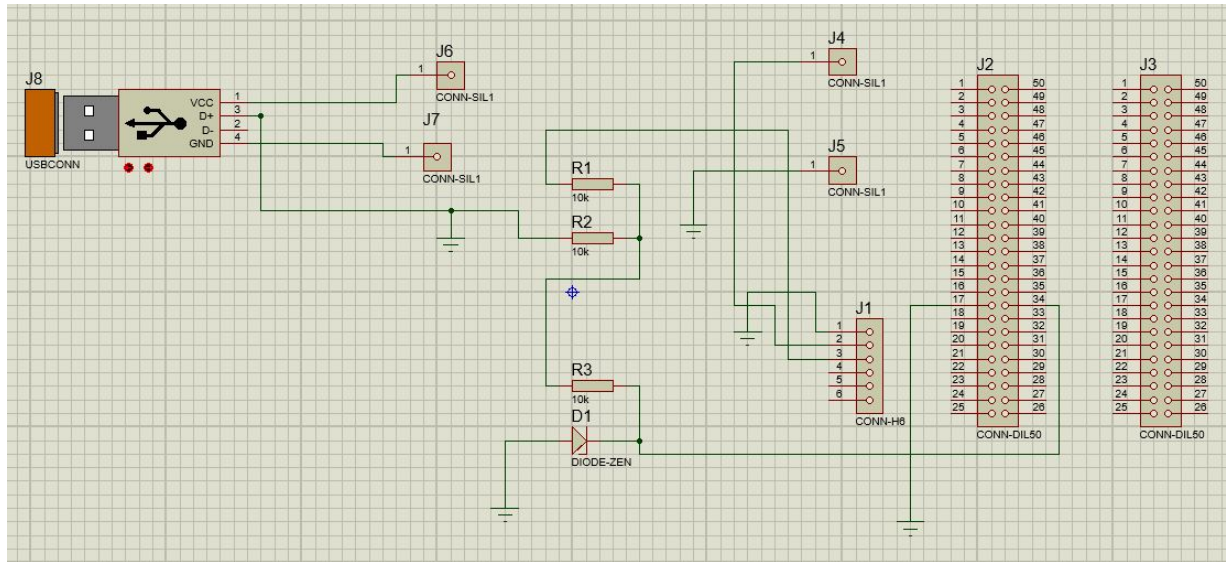 J8
USBCONN
VCC 1
D+ 3
D- 2
GND 4
J6
1
CONN-SIL1
J7
1
CONN-SIL1
R1
10k
R2
10k
R3
10k
D1
DIODE-ZEN
J4
1
CONN-SIL1
J5
1
CONN-SIL1
J1
1
2
3
4
5
6
CONN-H6
J2
1 50
2 49
3 48
4 47
5 46
6 45
7 44
8 43
9 42
10 41
11 40
12 39
13 38
14 37
15 36
16 35
17 34
18 33
19 32
20 31
21 30
22 29
23 28
24 27
25 26
CONN-DIL50
J3
1 50
2 49
3 48
4 47
5 46
6 45
7 44
8 43
9 42
10 41
11 40
12 39
13 38
14 37
15 36
16 35
17 34
18 33
19 32
20 31
21 30
22 29
23 28
24 27
25 26
CONN-DIL50